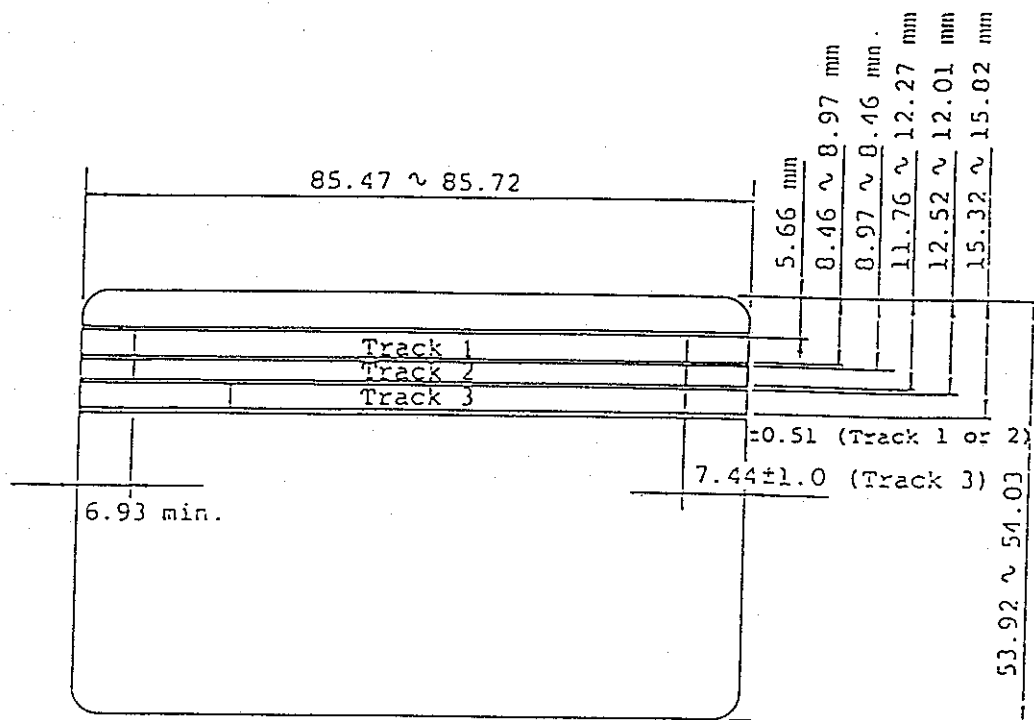 85.47 ~ 85.72
5.66 mm
8.46 ~ 8.97 mm
8.97 ~ 8.46 mm.
11.76 ~ 12.27 mm
12.52 ~ 12.01 mm
15.32 ~ 15.82 mm
Track 1
Track 2
Track 3
±0.51 (Track 1 or 2)
7.44±1.0 (Track 3)
6.93 min.
53.92 ~ 54.03